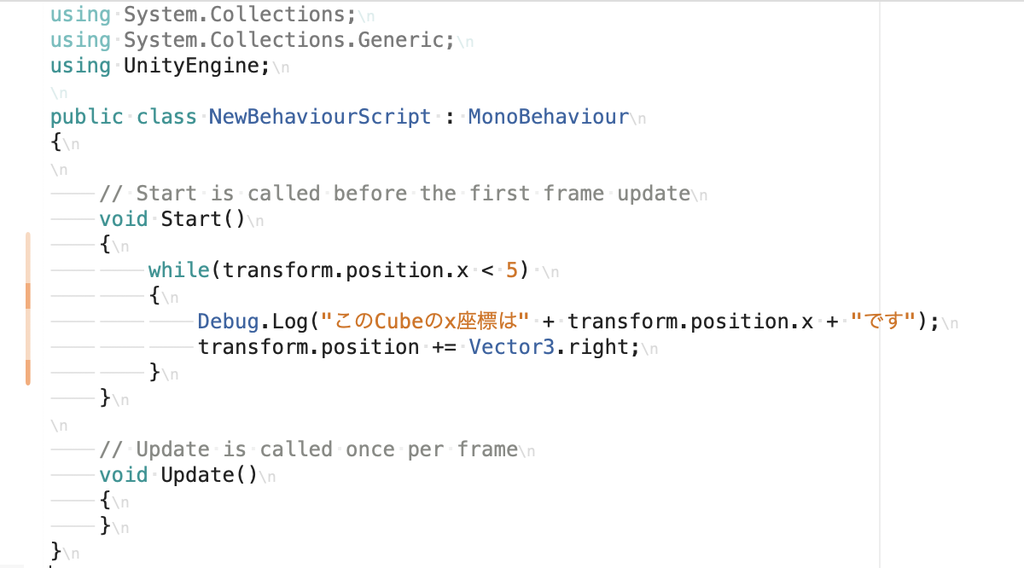 using System.Collections;\n
using System.Collections.Generic;\n
using UnityEngine;\n
\n
public class NewBehaviourScript : MonoBehaviour\n
{\n
\n
// Start is called before the first frame update\n
void Start()\n
{\n
while(transform.position.x < 5) \n
{\n
Debug.Log("このCubeのx座標は" + transform.position.x + "です");\n
transform.position += Vector3.right;\n
}\n
}\n
\n
// Update is called once per frame\n
void Update()\n
{\n
}\n
}\n